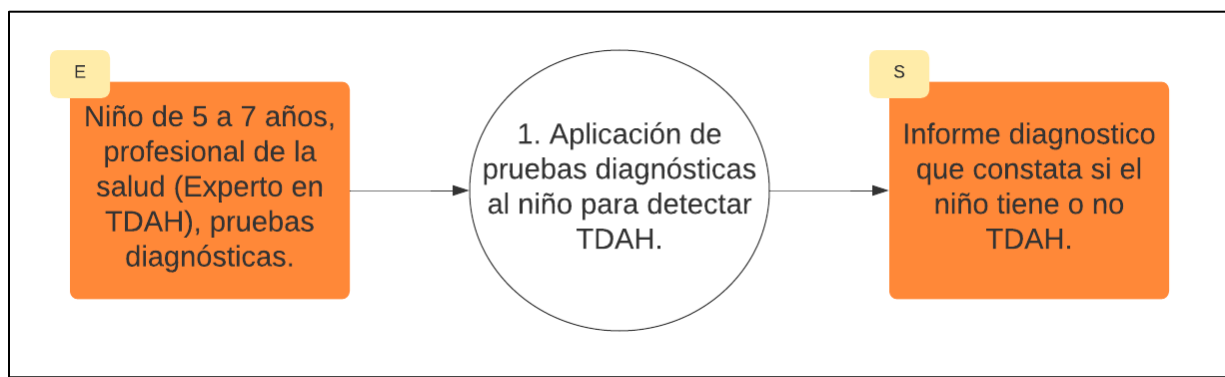 E
Niño de 5 a 7 años,
profesional de la
salud (Experto en
TDAH), pruebas
diagnósticas.
1. Aplicación de
pruebas diagnósticas
al niño para detectar
TDAH.
S
Informe diagnostico
que constata si el
niño tiene o no
TDAH.